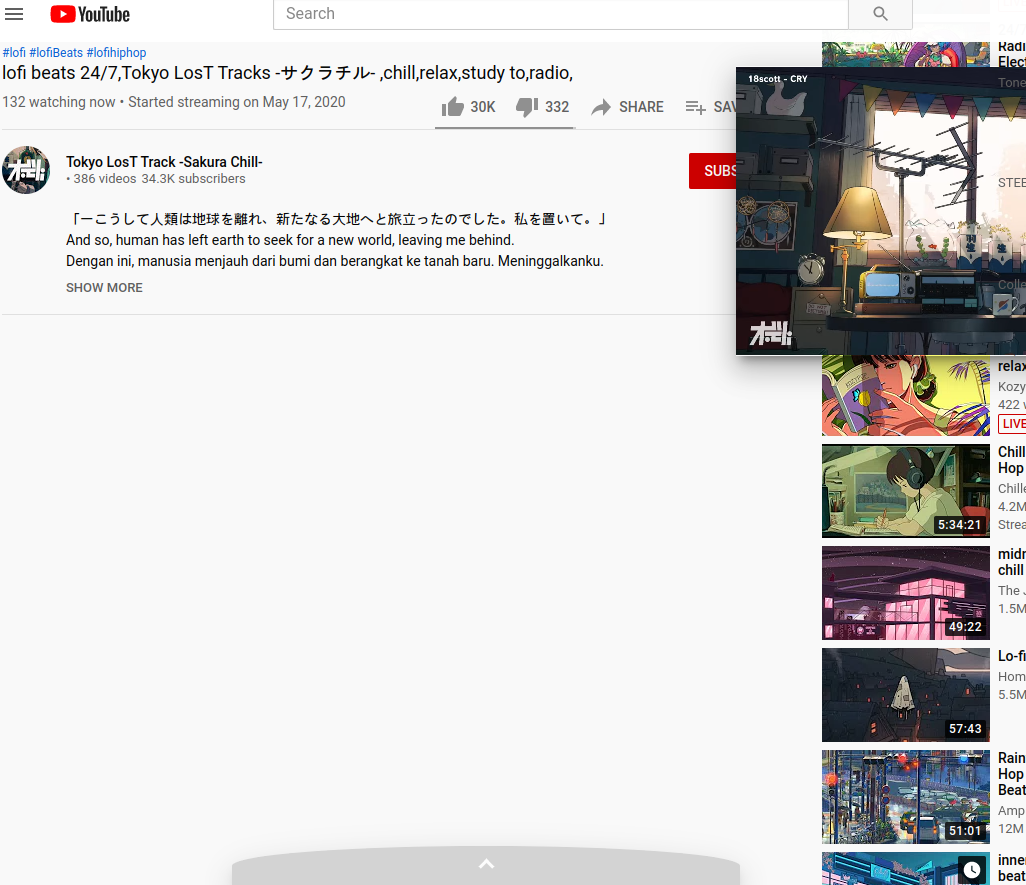 YouTube
Search
#lofi #lofiBeats #lofihiphop
lofi beats 24/7,Tokyo LosT Tracks -サクラチル- ,chill,relax,study to,radio,
132 watching now • Started streaming on May 17, 2020
30K
332
SHARE
SAV
Tokyo LosT Track -Sakura Chill-
• 386 videos 34.3K subscribers
SUBS
「ーこうして人類は地球を離れ、新たなる大地へと旅立ったのでした。私を置いて。」
And so, human has left earth to seek for a new world, leaving me behind.
Dengan ini, manusia menjauh dari bumi dan berangkat ke tanah baru. Meninggalkanku.
SHOW MORE
18scott - CRY
Radi
Elect
Tone
STEE
Colle
relax
Kozy
422 v
LIVE
Chill
Hop
Chille
4.2M
Strea
5:34:21
midn
chill
The J
1.5M
49:22
Lo-fi
Hom
5.5M
57:43
Rain
Hop
Beat
Amp
12M
51:01
inne
beat